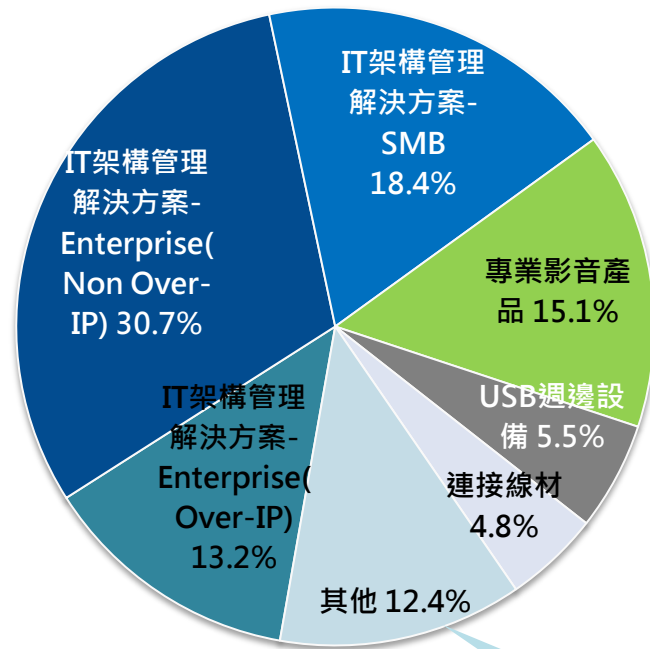 IT架構管理
解決方案-
SMB
18.4%
IT架構管理
解決方案-
Enterprise(
Non Over-
IP) 30.7%
專業影音產
品 15.1%
USB週邊設
備 5.5%
IT架構管理
解決方案-
Enterprise(
Over-IP)
13.2%
連接線材
4.8%
其他 12.4%